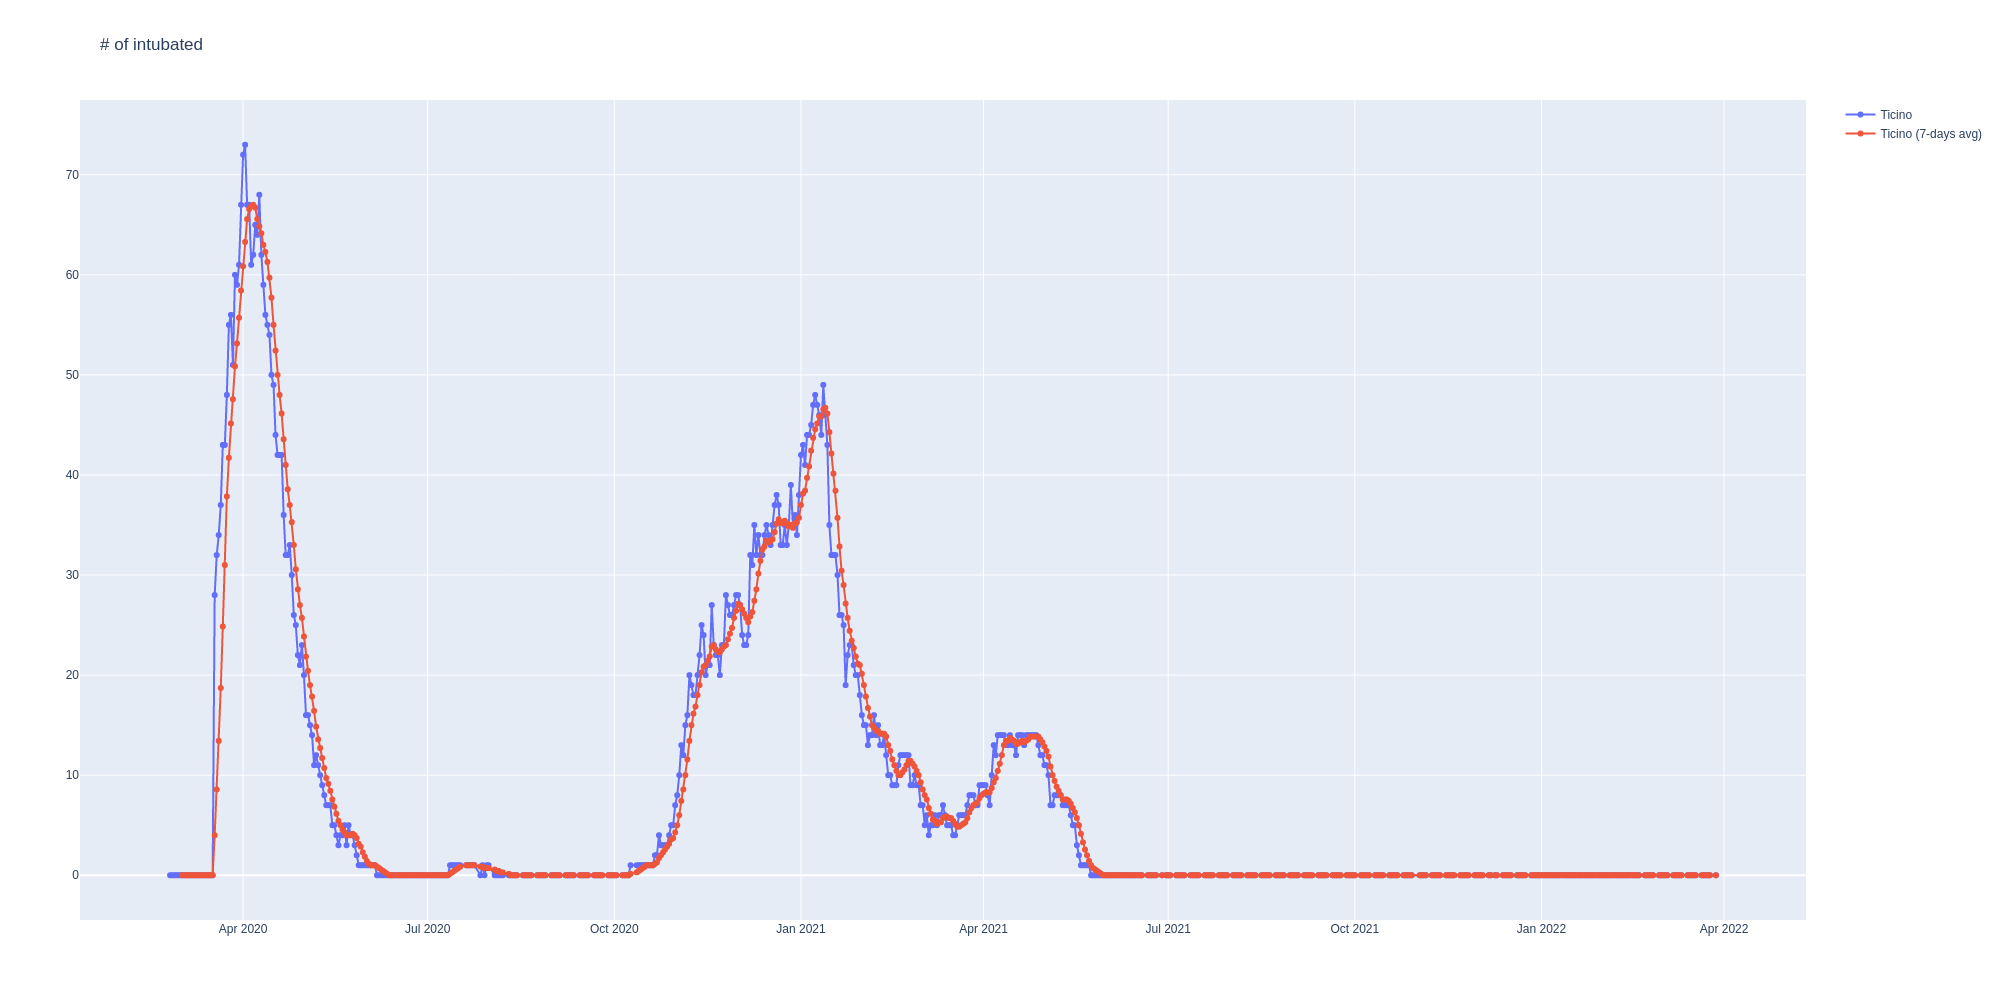 # of intubated
Ticino
Ticino (7-days avg)
70
60
50
40
30
20
10
0
Apr 2020
Jul 2020
Oct 2020
Jan 2021
Apr 2021
Jul 2021
Oct 2021
Jan 2022
Apr 2022